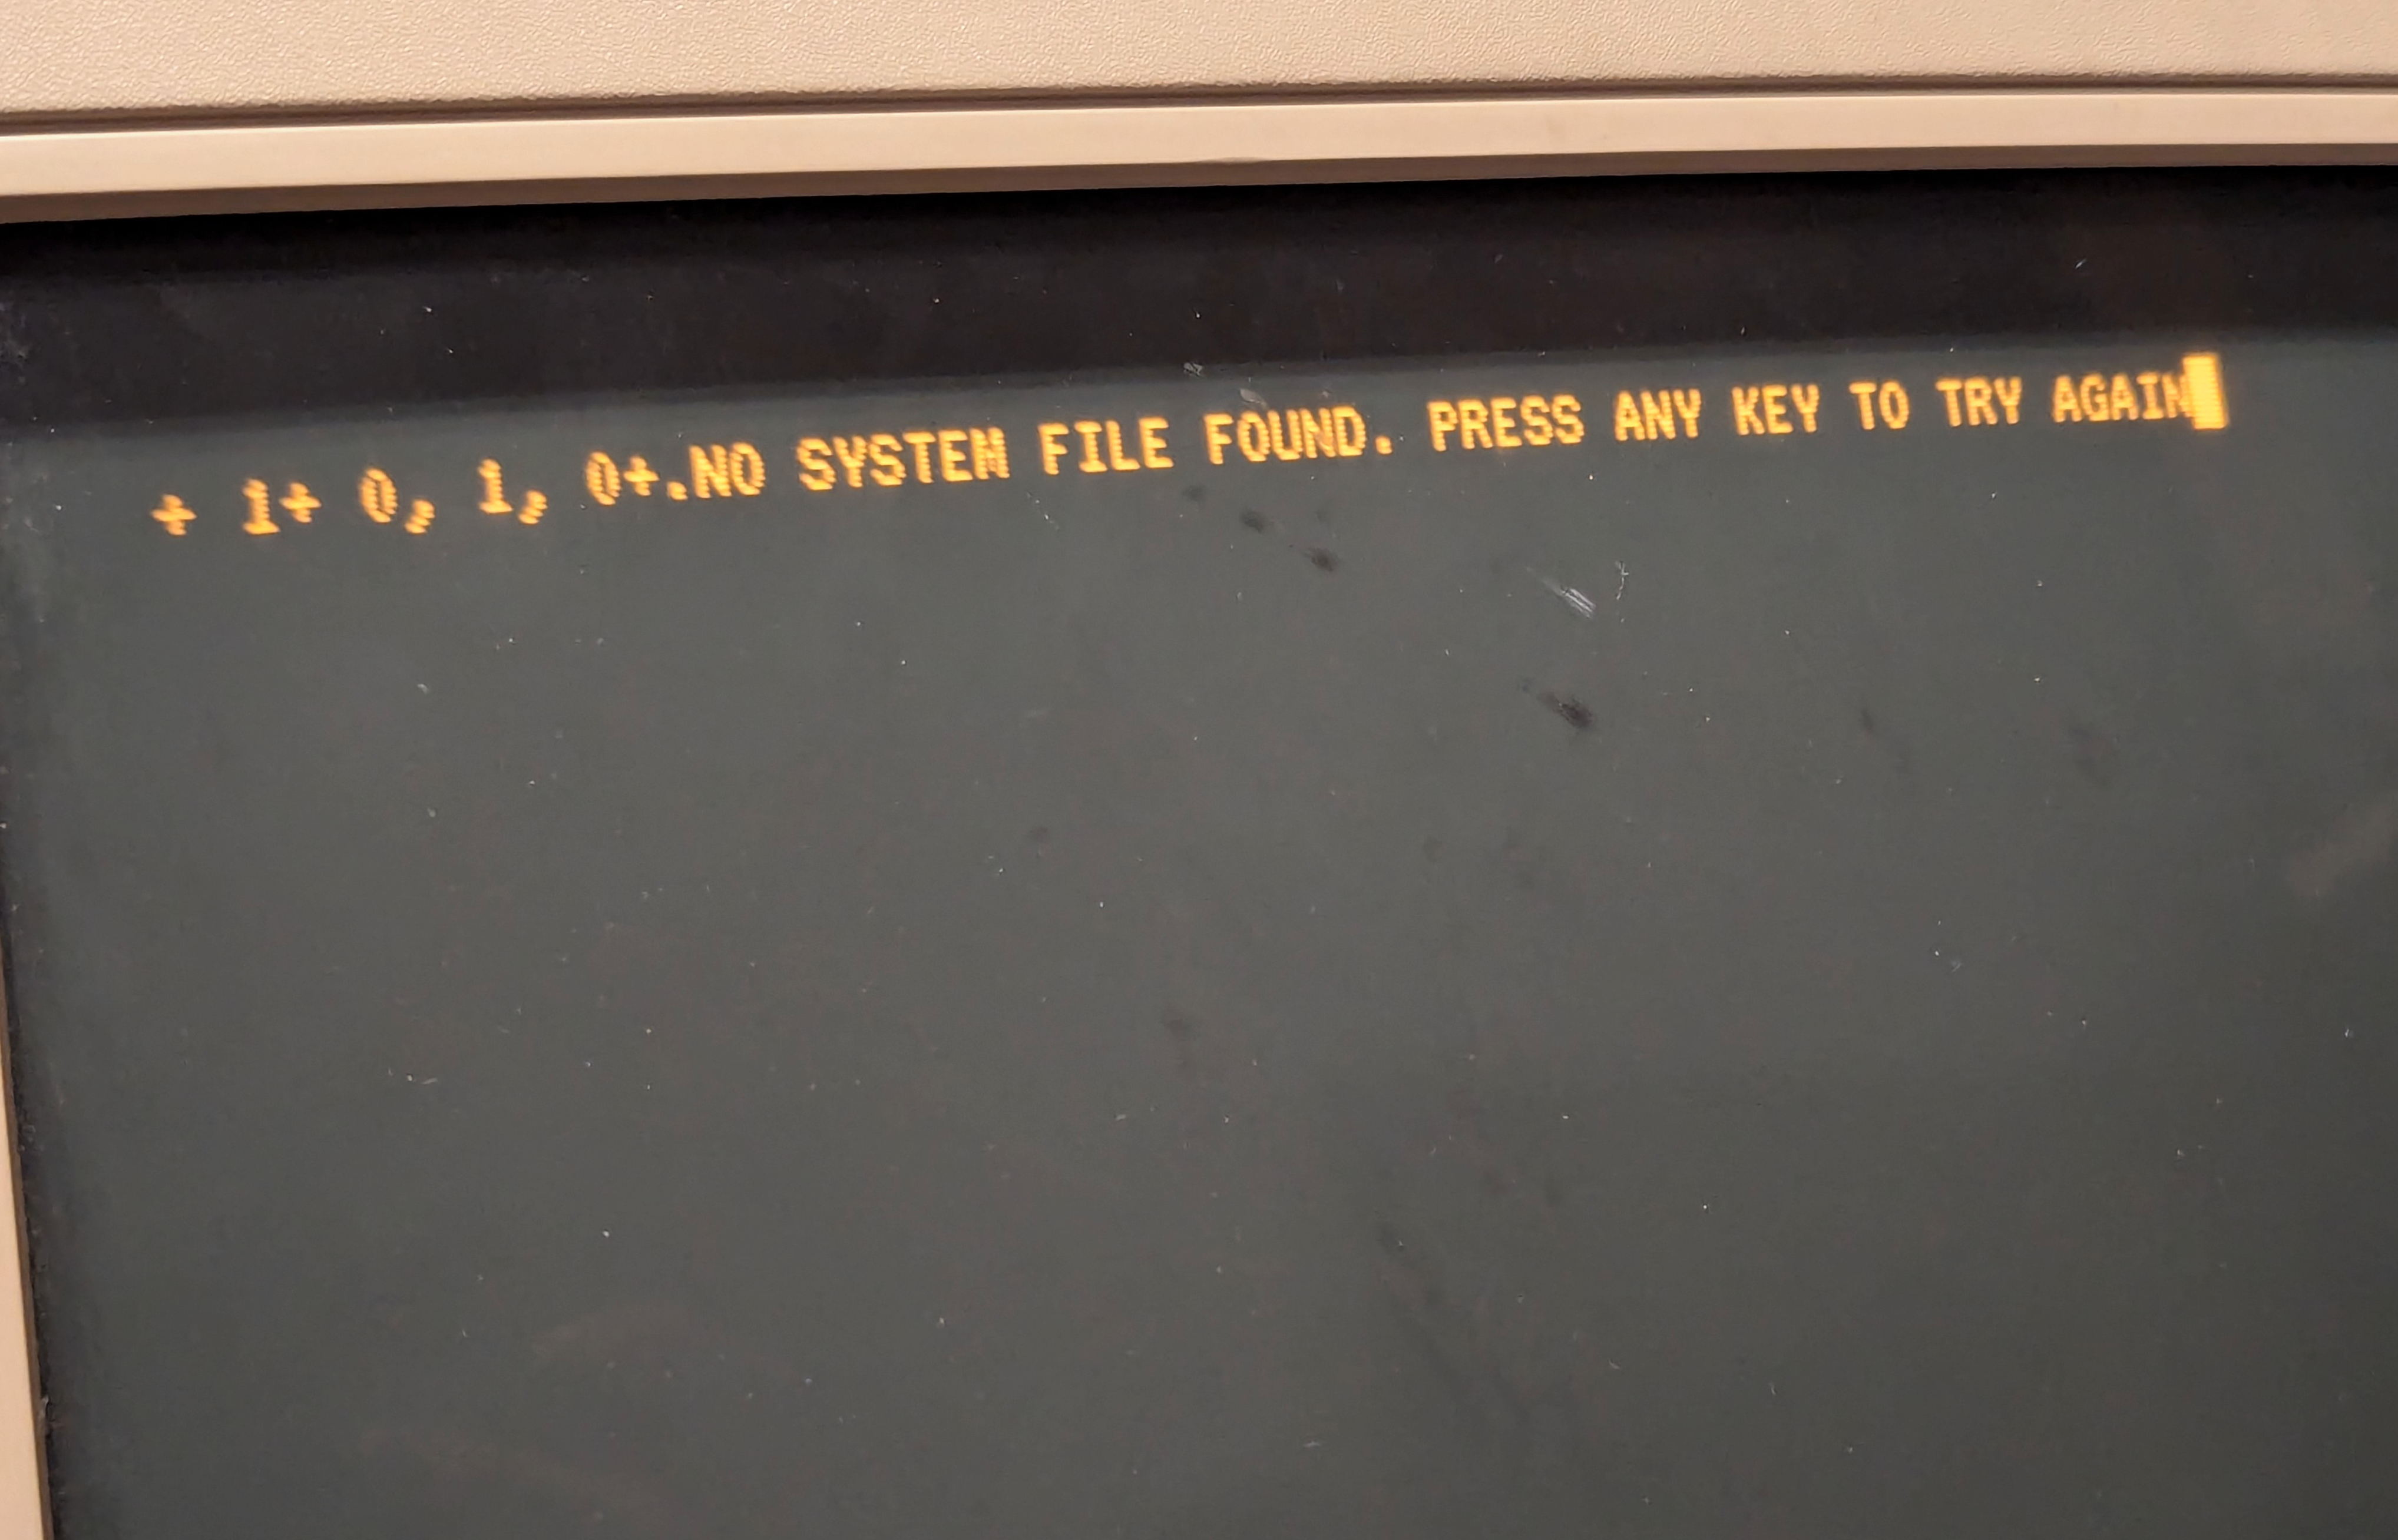 + 1+ 0, 1, 0+.NO SYSTEM FILE FOUND. PRESS ANY KEY TO TRY AGAIN